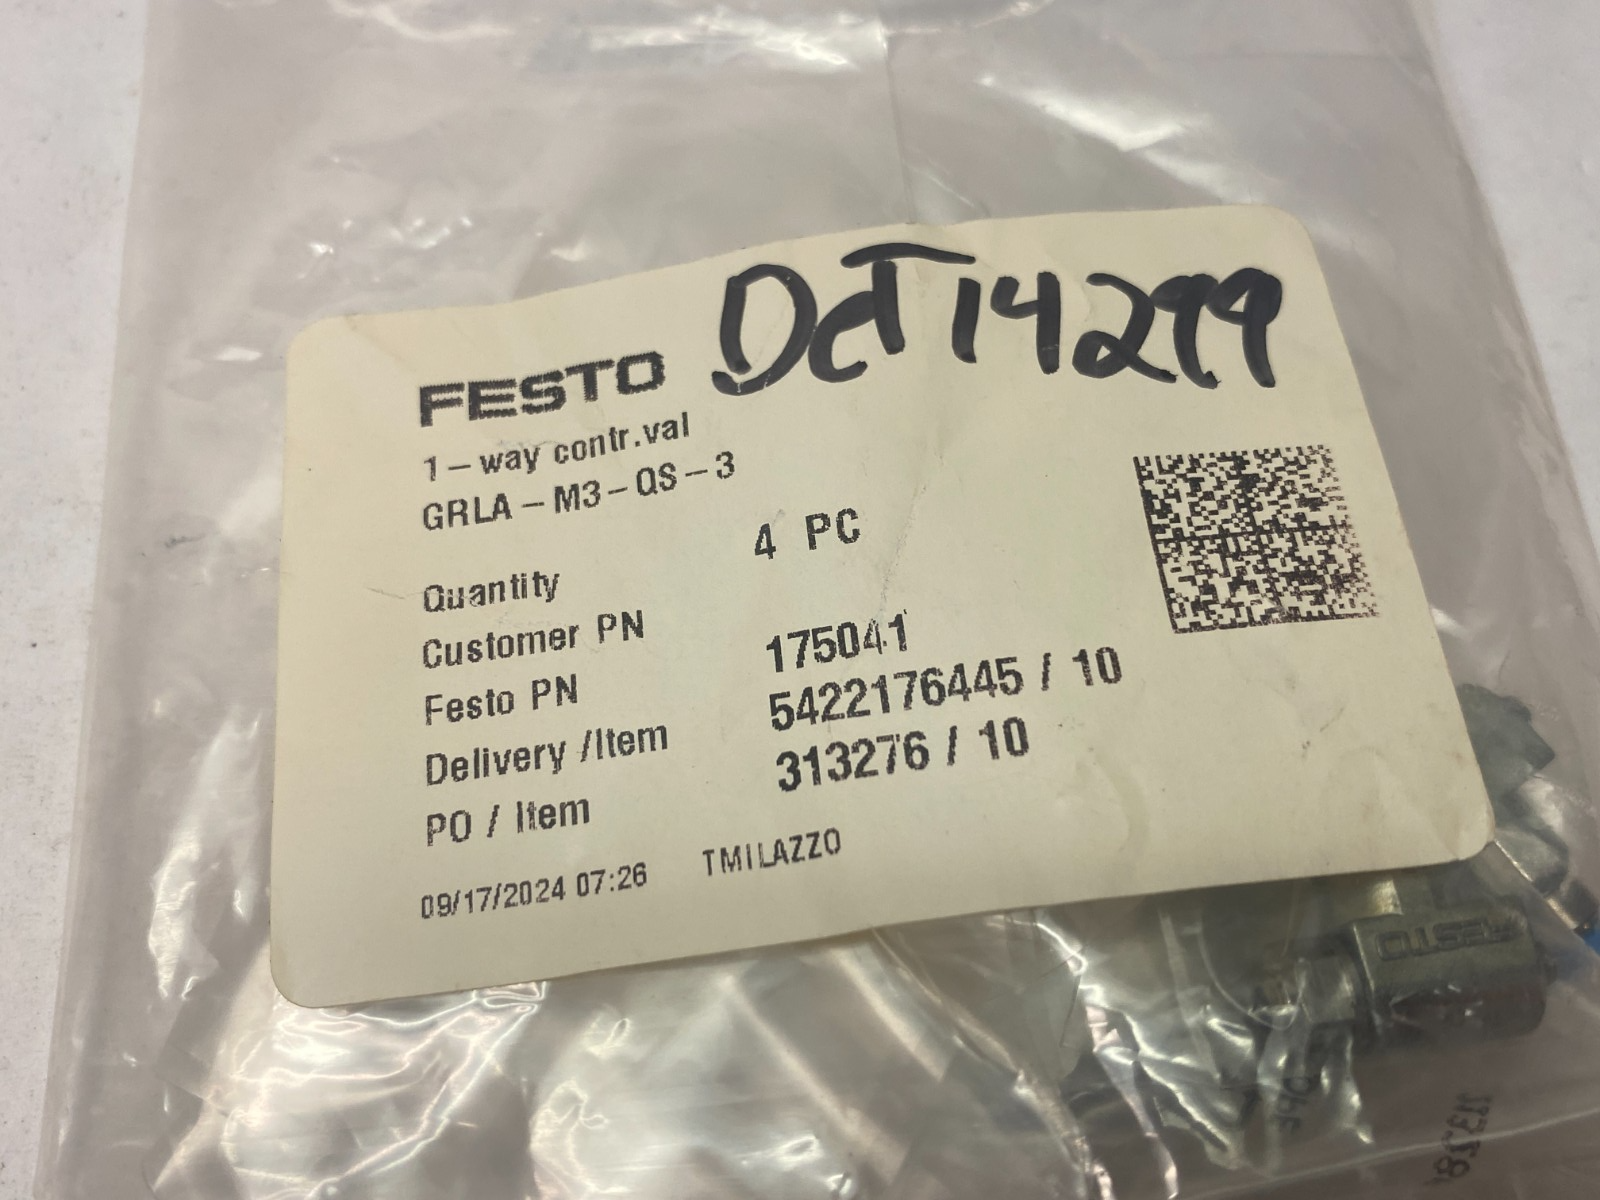 DCT14299
FESTO
1-way contr.val
GRLA-M3-QS-3
Quantity 4 PC
Customer PN
Festo PN 175041
Delivery /Item 5422176445 / 10
PO / Item 313276 / 10
09/17/2024 07:26 TMILAZZO
FESTO